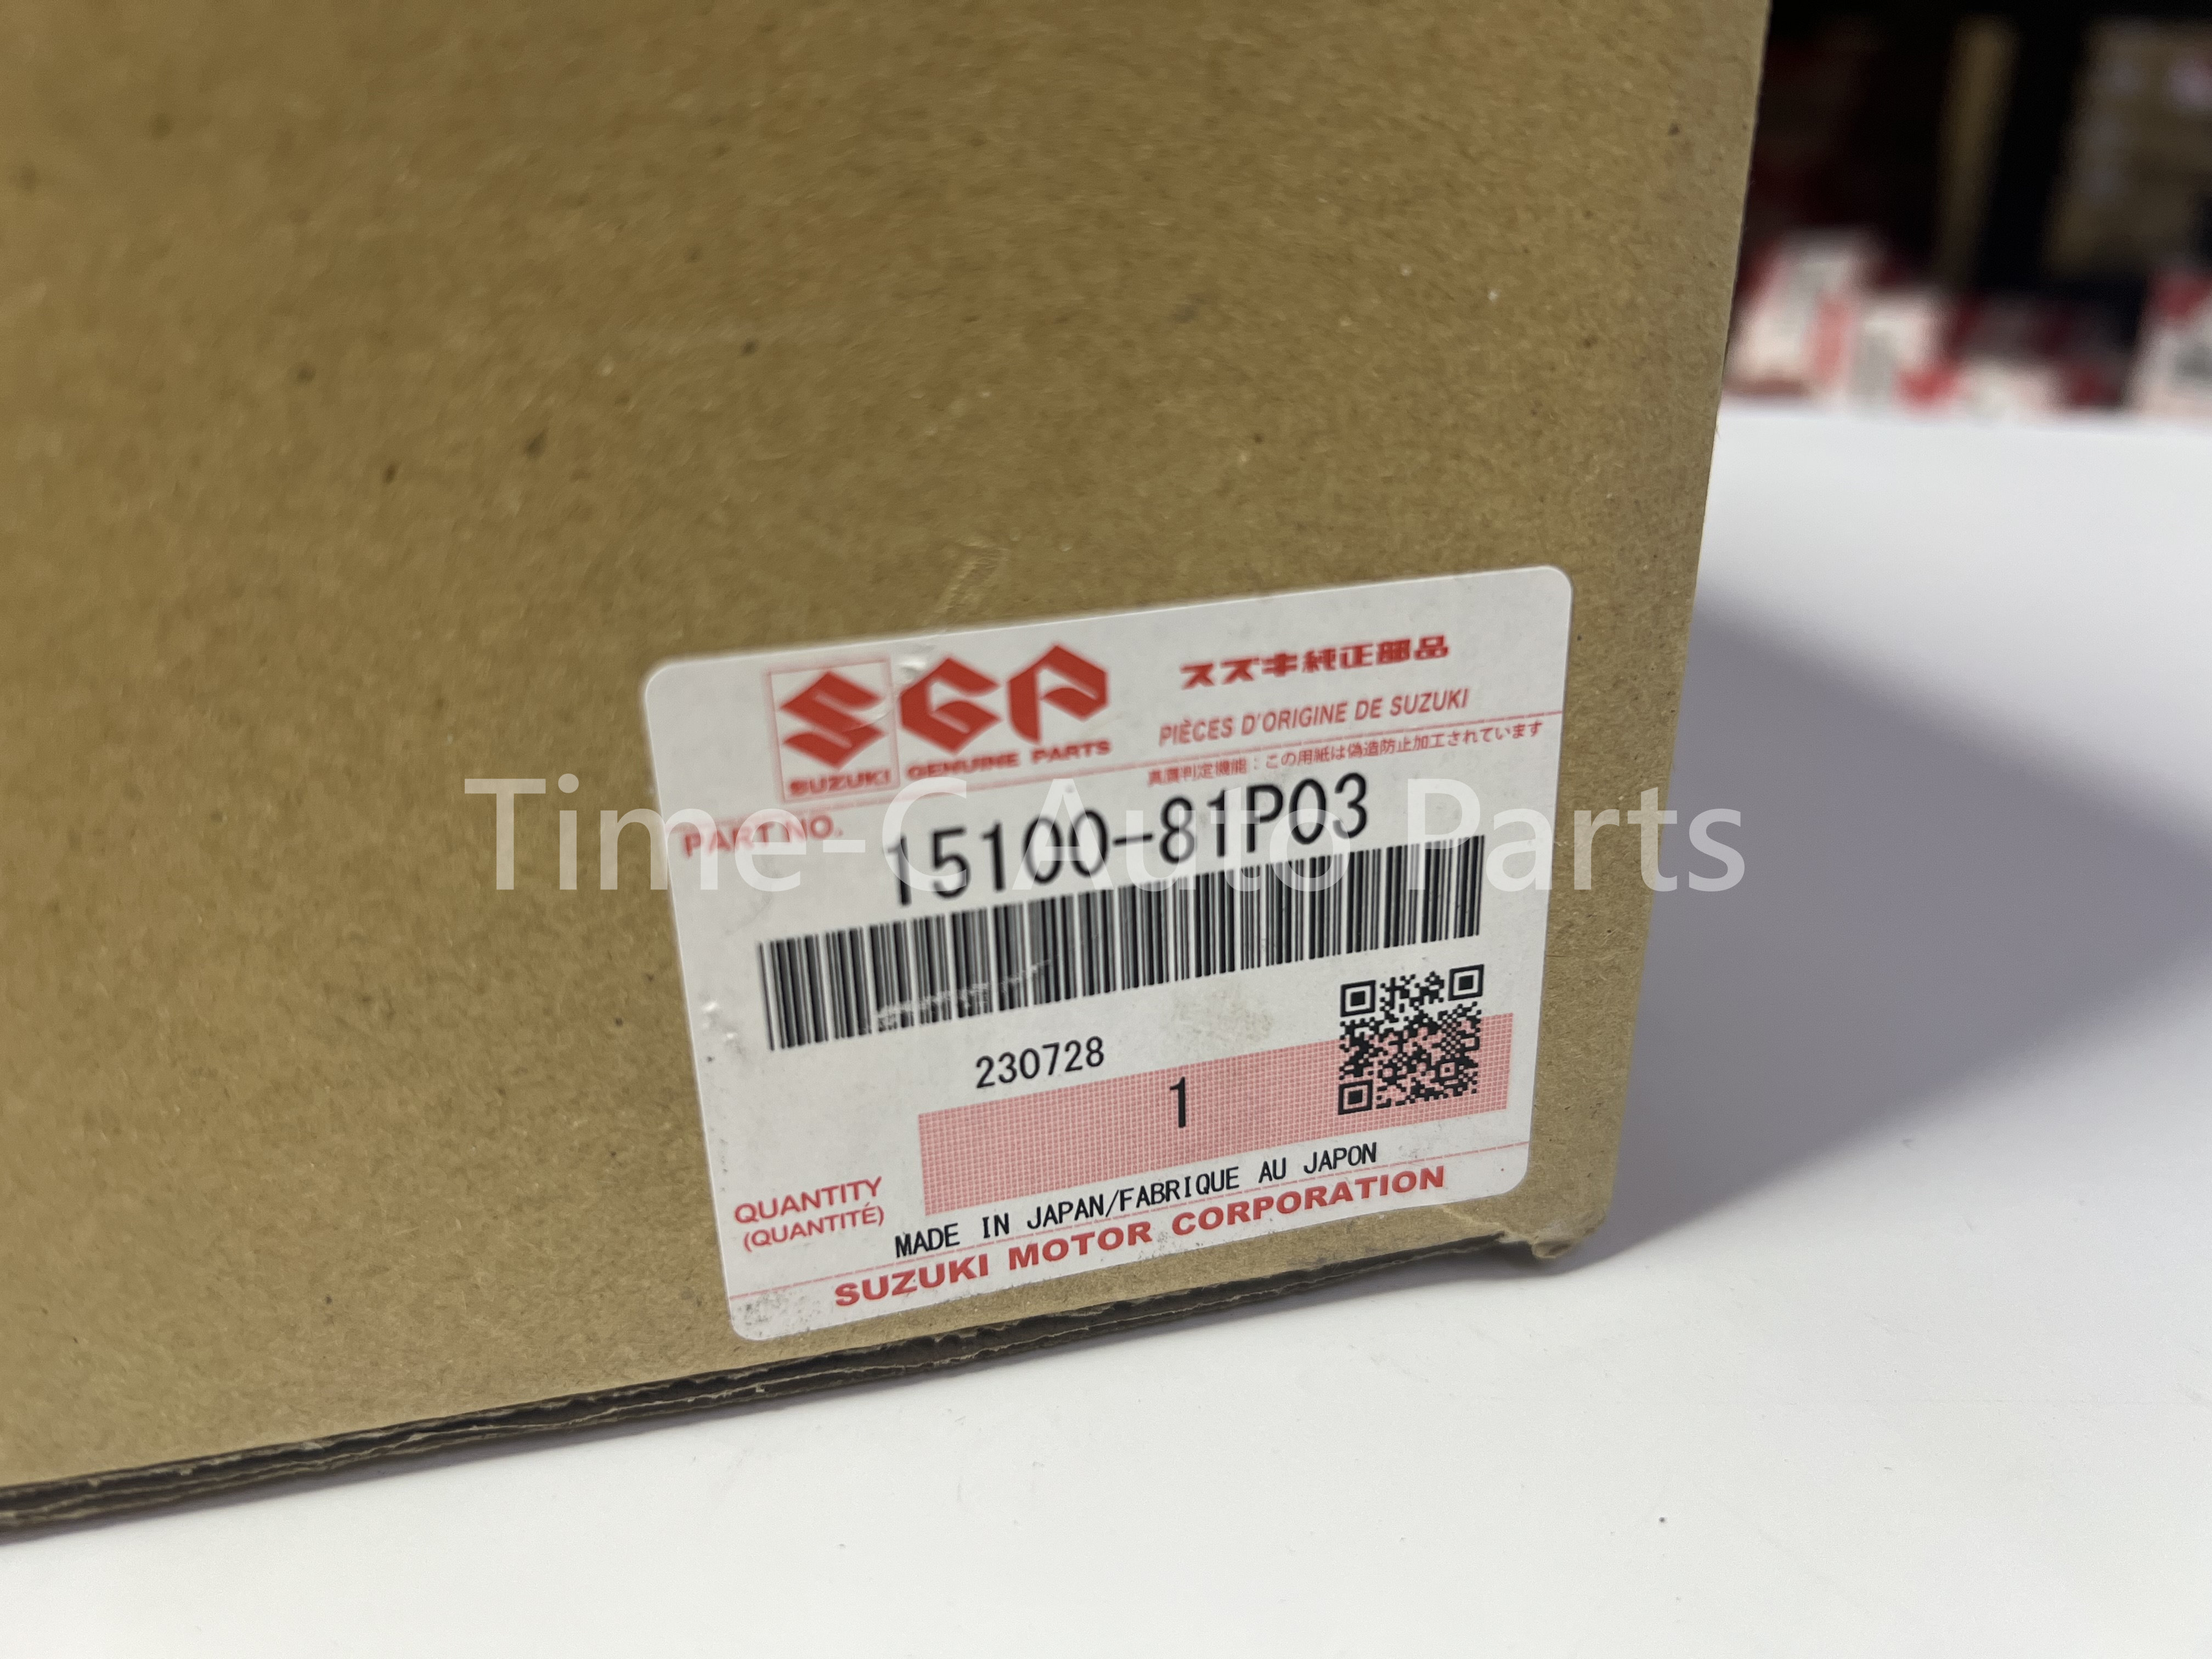 SGP
SUZUKI GENUINE PARTS
スズキ純正部品
PIÈCES D'ORIGINE DE SUZUKI
真贋判定機能：この用紙は偽造防止加工されています
PART NO. 15100-81P03
Time-C Auto Parts
230728
1
QUANTITY
(QUANTITÉ)
MADE IN JAPAN/FABRIQUE AU JAPON
SUZUKI MOTOR CORPORATION